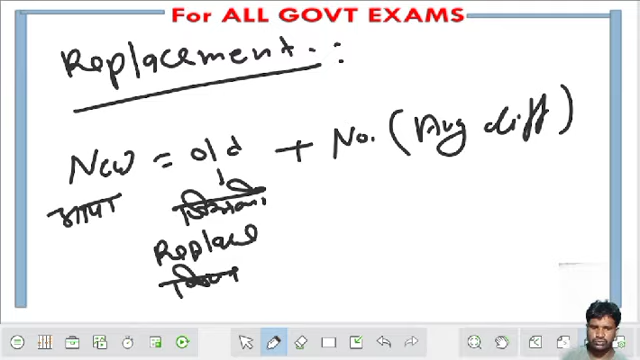 For ALL GOVT EXAMS
Replacement :
New = old + No. (Avg diff)
आया
Replace
किया